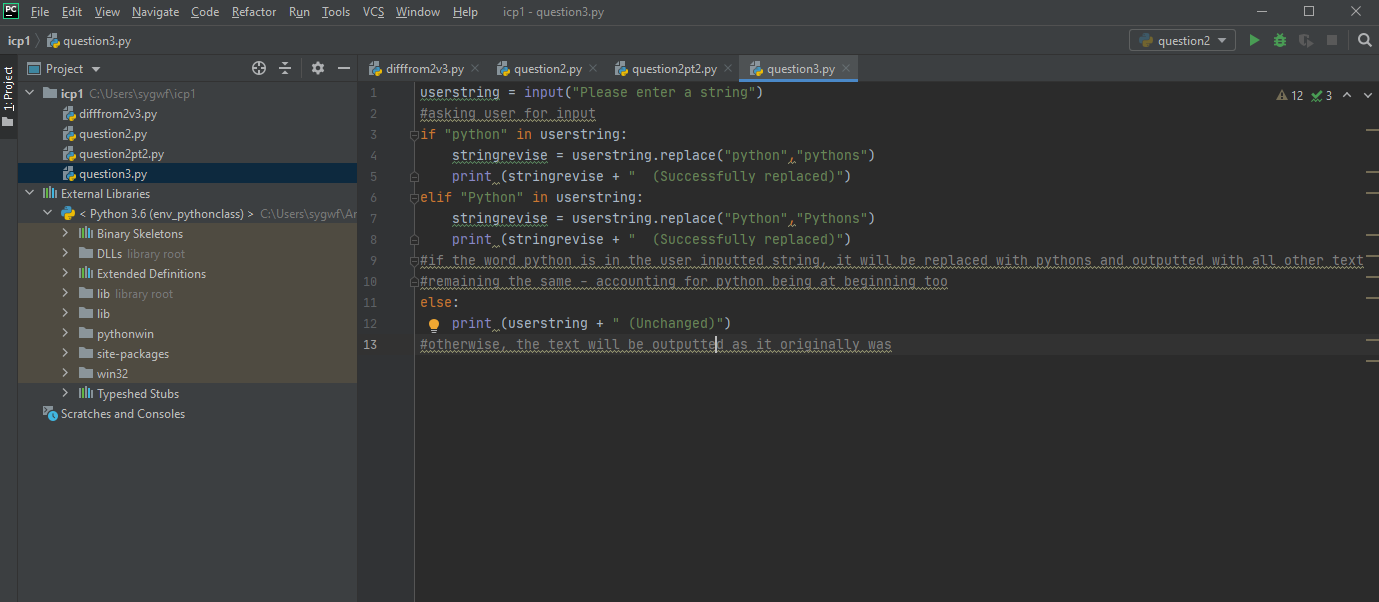 PC File Edit View Navigate Code Refactor Run Tools VCS Window Help icp1 - question3.py
icp1 question3.py question2
1: Project
Project
icp1 C:\Users\sygwf\icp1
difffrom2v3.py
question2.py
question2pt2.py
question3.py
External Libraries
< Python 3.6 (env_pythonclass) > C:\Users\sygwf\Ar
Binary Skeletons
DLLs library root
Extended Definitions
lib library root
lib
pythonwin
site-packages
win32
Typeshed Stubs
Scratches and Consoles
difffrom2v3.py question2.py question2pt2.py question3.py
12 3
1 userstring = input("Please enter a string")
2 #asking user for input
3 if "python" in userstring:
4     stringrevise = userstring.replace("python","pythons")
5     print (stringrevise + "  (Successfully replaced)")
6 elif "Python" in userstring:
7     stringrevise = userstring.replace("Python","Pythons")
8     print (stringrevise + "  (Successfully replaced)")
9 #if the word python is in the user inputted string, it will be replaced with pythons and outputted with all other text
10 #remaining the same - accounting for python being at beginning too
11 else:
12     print (userstring + " (Unchanged)")
13 #otherwise, the text will be outputted as it originally was